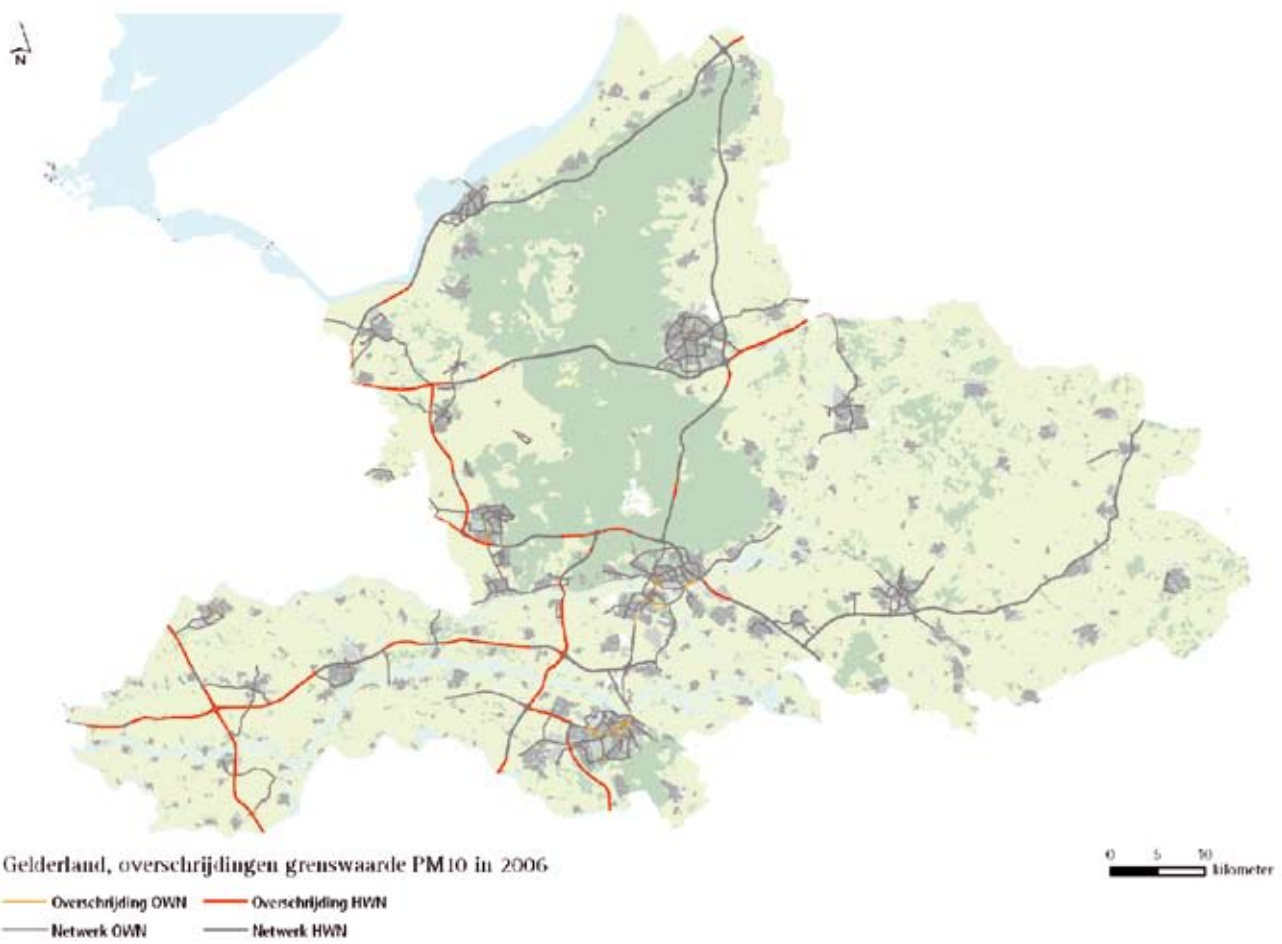 N
Gelderland, overschrijdingen grenswaarde PM10 in 2006
Overschrijding OWN
Overschrijding HWN
Netwerk OWN
Netwerk HWN
0 5 10
kilometer